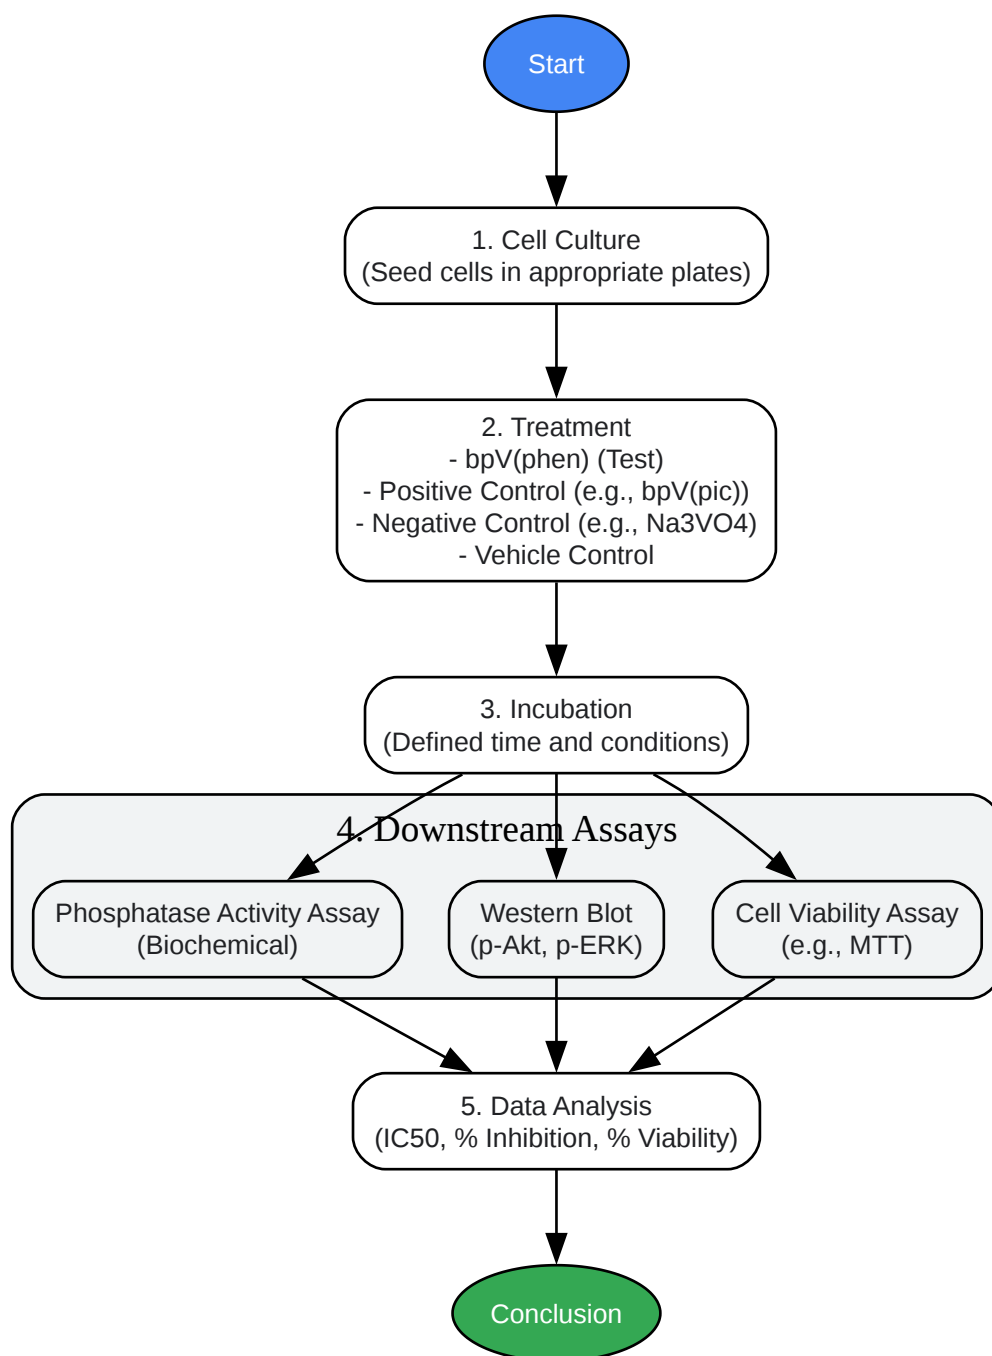 Start
1. Cell Culture
(Seed cells in appropriate plates)
2. Treatment
- bpV(phen) (Test)
- Positive Control (e.g., bpV(pic))
- Negative Control (e.g., Na3VO4)
- Vehicle Control
3. Incubation
(Defined time and conditions)
4. Downstream Assays
Phosphatase Activity Assay
(Biochemical)
Western Blot
(p-Akt, p-ERK)
Cell Viability Assay
(e.g., MTT)
5. Data Analysis
(IC50, % Inhibition, % Viability)
Conclusion